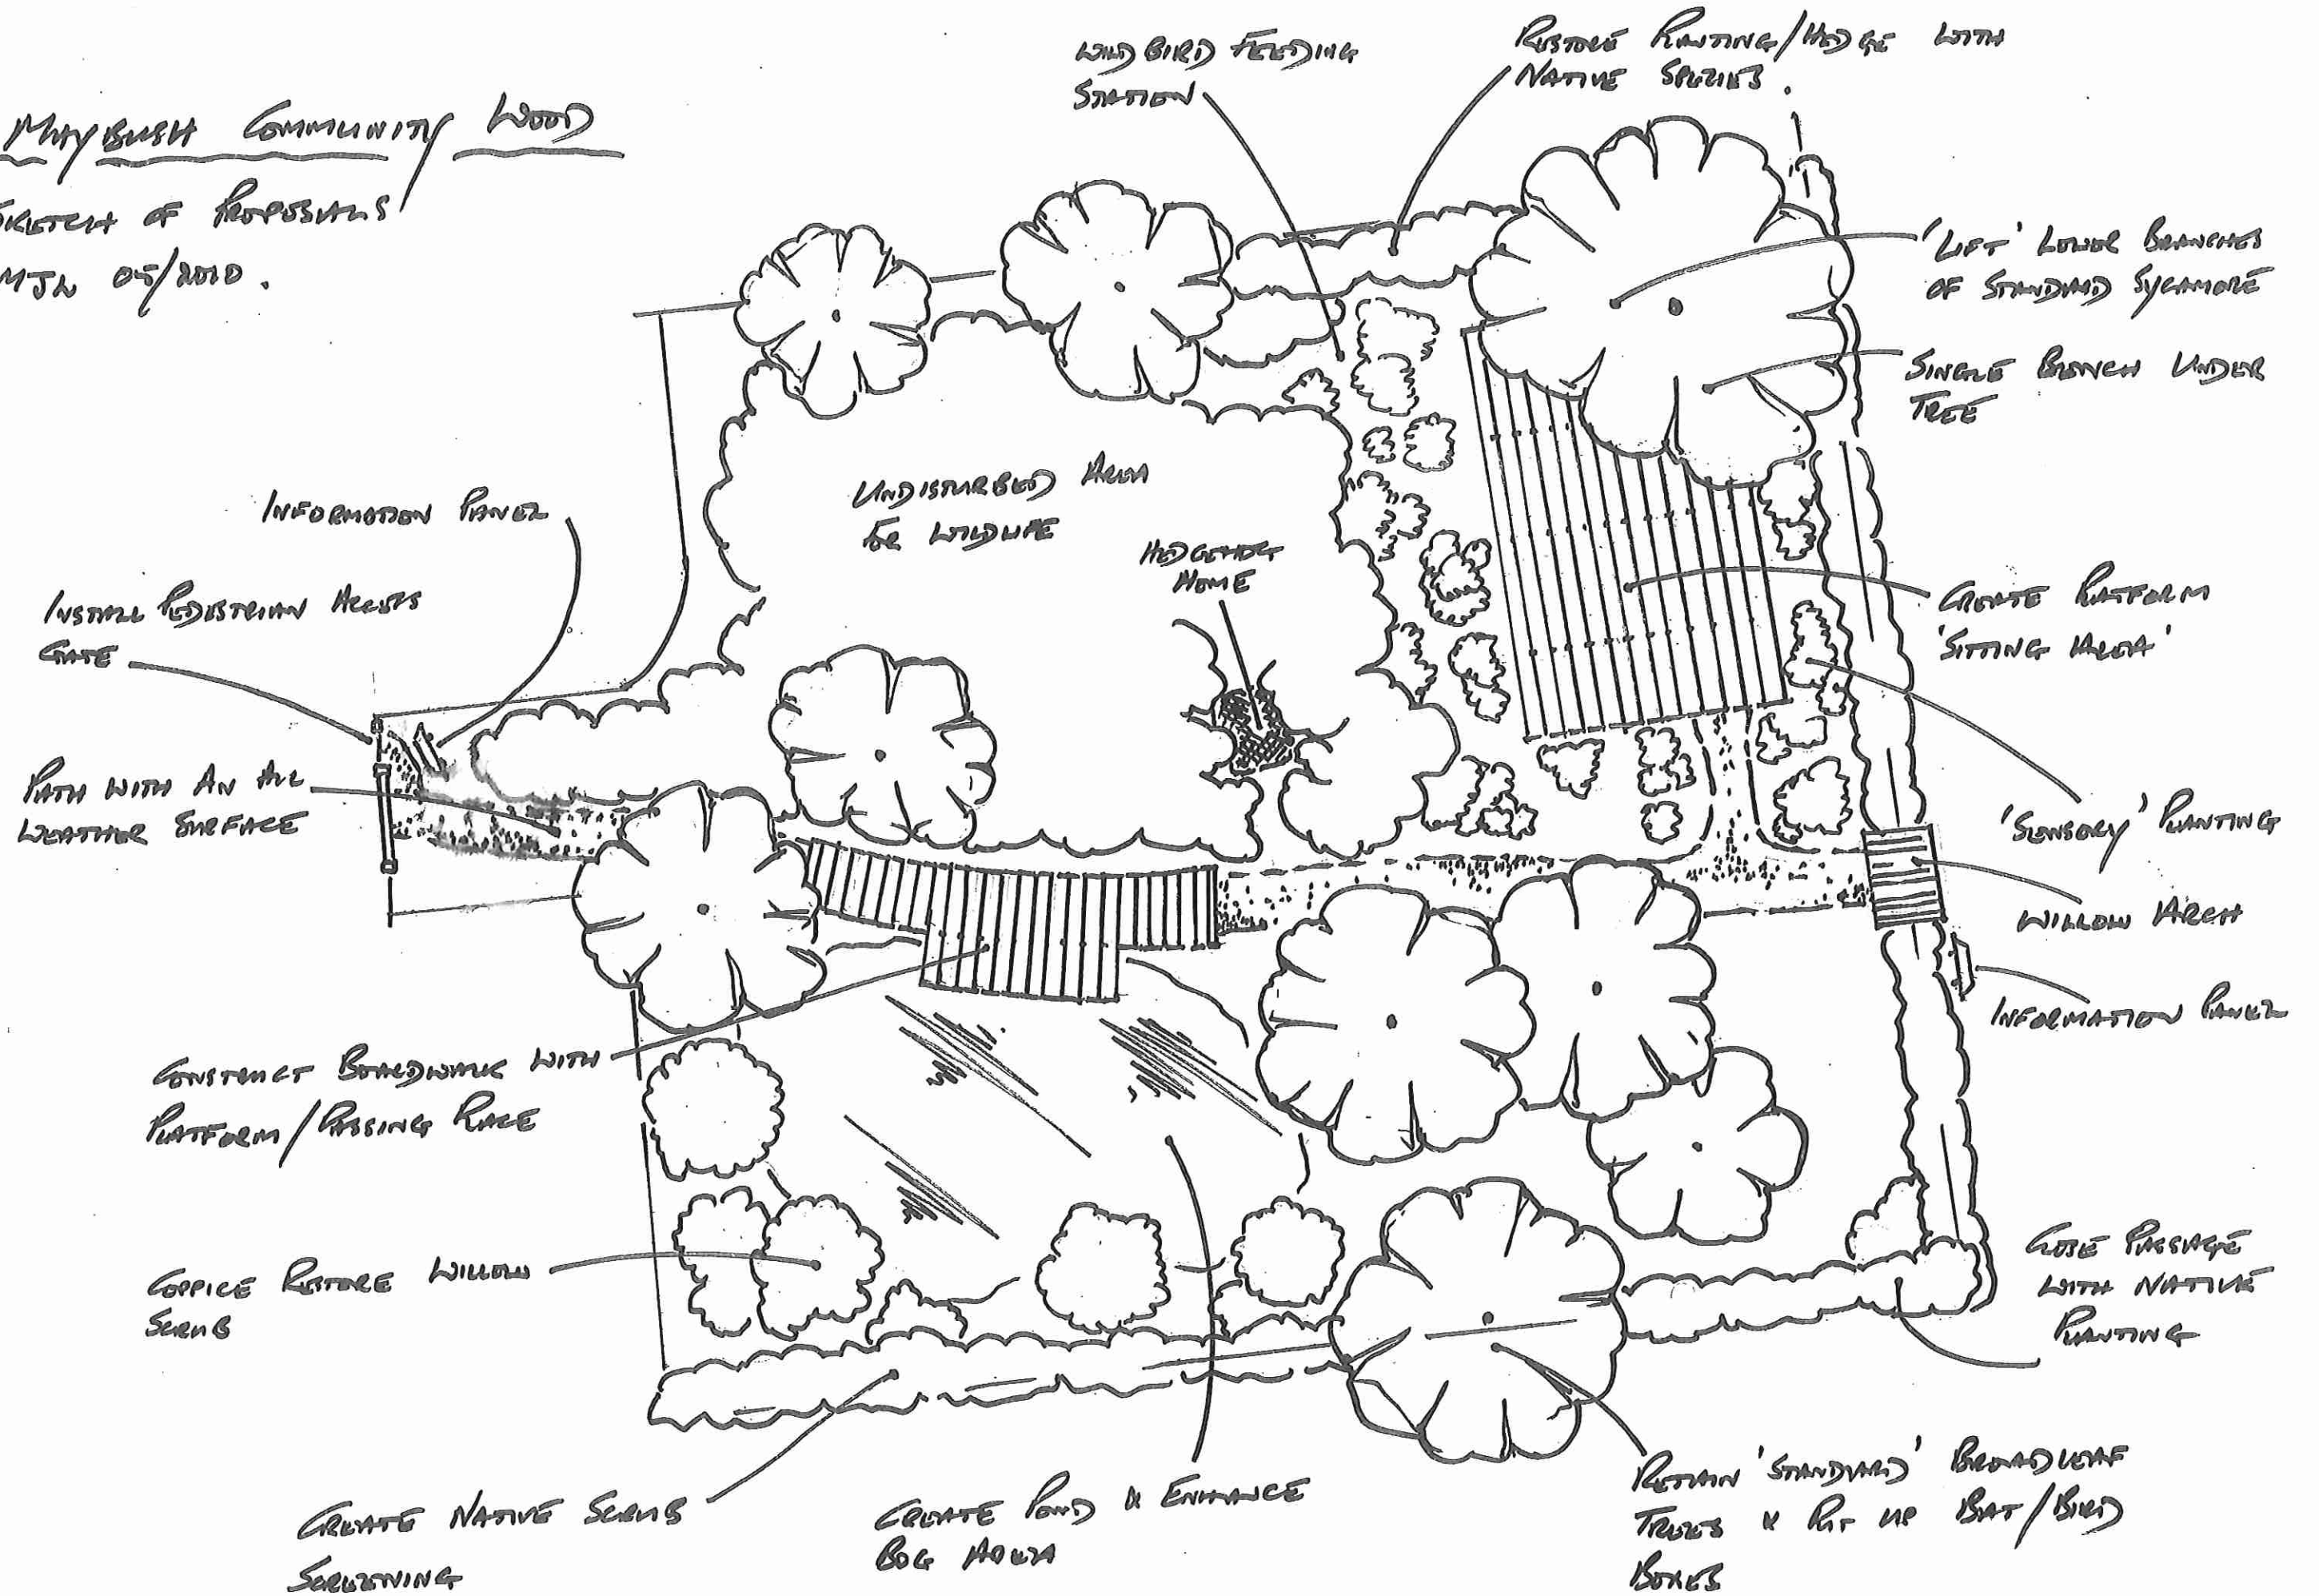 MAYBUSH COMMUNITY WOOD
SKETCH OF PROPOSALS
MJW 05/2010.
WILD BIRD FEEDING
STATION
RESTORE PLANTING/HEDGE WITH
NATIVE SPECIES.
'LIFT' LOWER BRANCHES
OF STANDARD SYCAMORE
SINGLE BENCH UNDER
TREE
UNDISTURBED AREA
FOR WILDLIFE
HEDGEHOG
HOME
INFORMATION PANEL
INSTALL PEDESTRIAN ACCESS
GATE
CREATE PLATFORM
'SITTING AREA'
PATH WITH AN ALL
WEATHER SURFACE
'SENSORY' PLANTING
WILLOW ARCH
INFORMATION PANEL
CONSTRUCT BOARDWALK WITH
PLATFORM/PASSING PLACE
COPPICE RESTORE WILLOW
SCRUB
CLOSE PASSAGE
WITH NATIVE
PLANTING
CREATE NATIVE SCRUB
SCREENING
CREATE POND & ENHANCE
BOG AREA
RETAIN 'STANDARD' BROADLEAF
TREES & PUT UP BAT/BIRD
BOXES